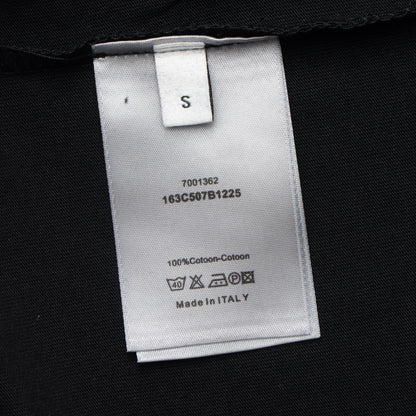 S
7001362
163C507B1225
100%Cotoon-Cotoon
40 P
Made in ITALY